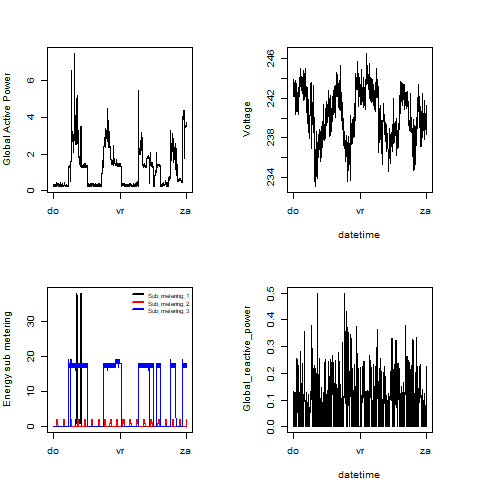 Global Active Power
6
4
2
0
do vr za
Voltage
246
242
238
234
do vr za
datetime
Energy sub metering
30
20
10
0
Sub_metering_1
Sub_metering_2
Sub_metering_3
do vr za
Global_reactive_power
0.5
0.4
0.3
0.2
0.1
0.0
do vr za
datetime